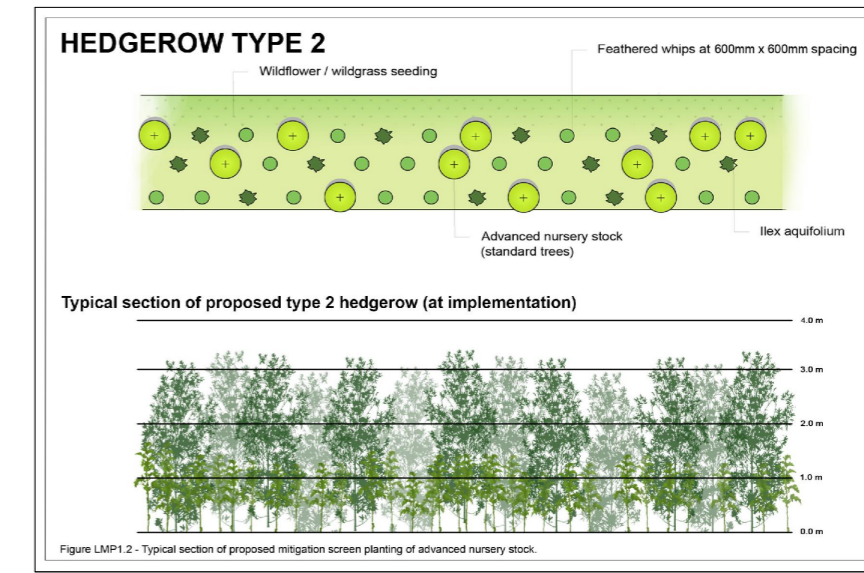 HEDGEROW TYPE 2
Feathered whips at 600mm x 600mm spacing
Wildflower / wildgrass seeding
Advanced nursery stock
(standard trees)
Ilex aquifolium
Typical section of proposed type 2 hedgerow (at implementation)
4.0 m
3.0 m
2.0 m
1.0 m
0.0 m
Figure LMP1.2 - Typical section of proposed mitigation screen planting of advanced nursery stock.